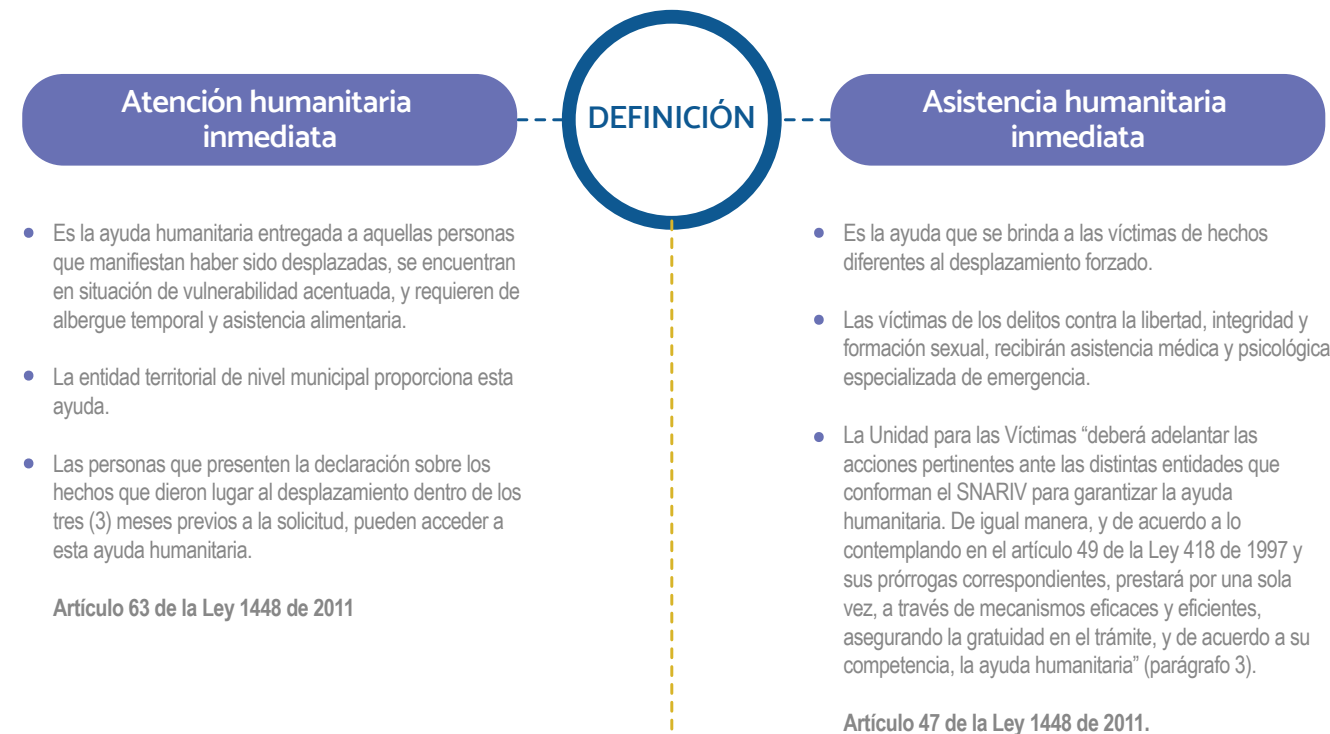 Atención humanitaria
inmediata
DEFINICIÓN
Asistencia humanitaria
inmediata
Es la ayuda humanitaria entregada a aquellas personas
que manifiestan haber sido desplazadas, se encuentran
en situación de vulnerabilidad acentuada, y requieren de
albergue temporal y asistencia alimentaria.
La entidad territorial de nivel municipal proporciona esta
ayuda.
Las personas que presenten la declaración sobre los
hechos que dieron lugar al desplazamiento dentro de los
tres (3) meses previos a la solicitud, pueden acceder a
esta ayuda humanitaria.
Artículo 63 de la Ley 1448 de 2011
Es la ayuda que se brinda a las víctimas de hechos
diferentes al desplazamiento forzado.
Las víctimas de los delitos contra la libertad, integridad y
formación sexual, recibirán asistencia médica y psicológica
especializada de emergencia.
La Unidad para las Víctimas “deberá adelantar las
acciones pertinentes ante las distintas entidades que
conforman el SNARIV para garantizar la ayuda
humanitaria. De igual manera, y de acuerdo a lo
contemplando en el artículo 49 de la Ley 418 de 1997 y
sus prórrogas correspondientes, prestará por una sola
vez, a través de mecanismos eficaces y eficientes,
asegurando la gratuidad en el trámite, y de acuerdo a su
competencia, la ayuda humanitaria” (parágrafo 3).
Artículo 47 de la Ley 1448 de 2011.